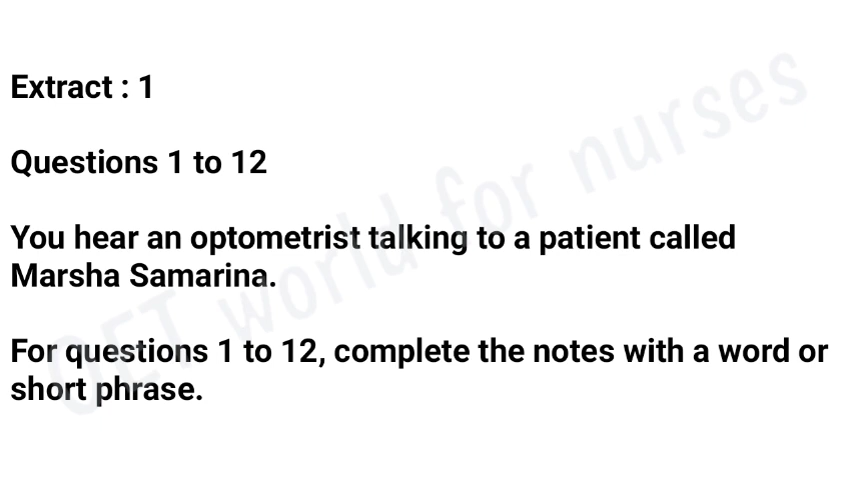 Extract : 1
Questions 1 to 12
You hear an optometrist talking to a patient called
Marsha Samarina.
For questions 1 to 12, complete the notes with a word or
short phrase.
OET world for nurses